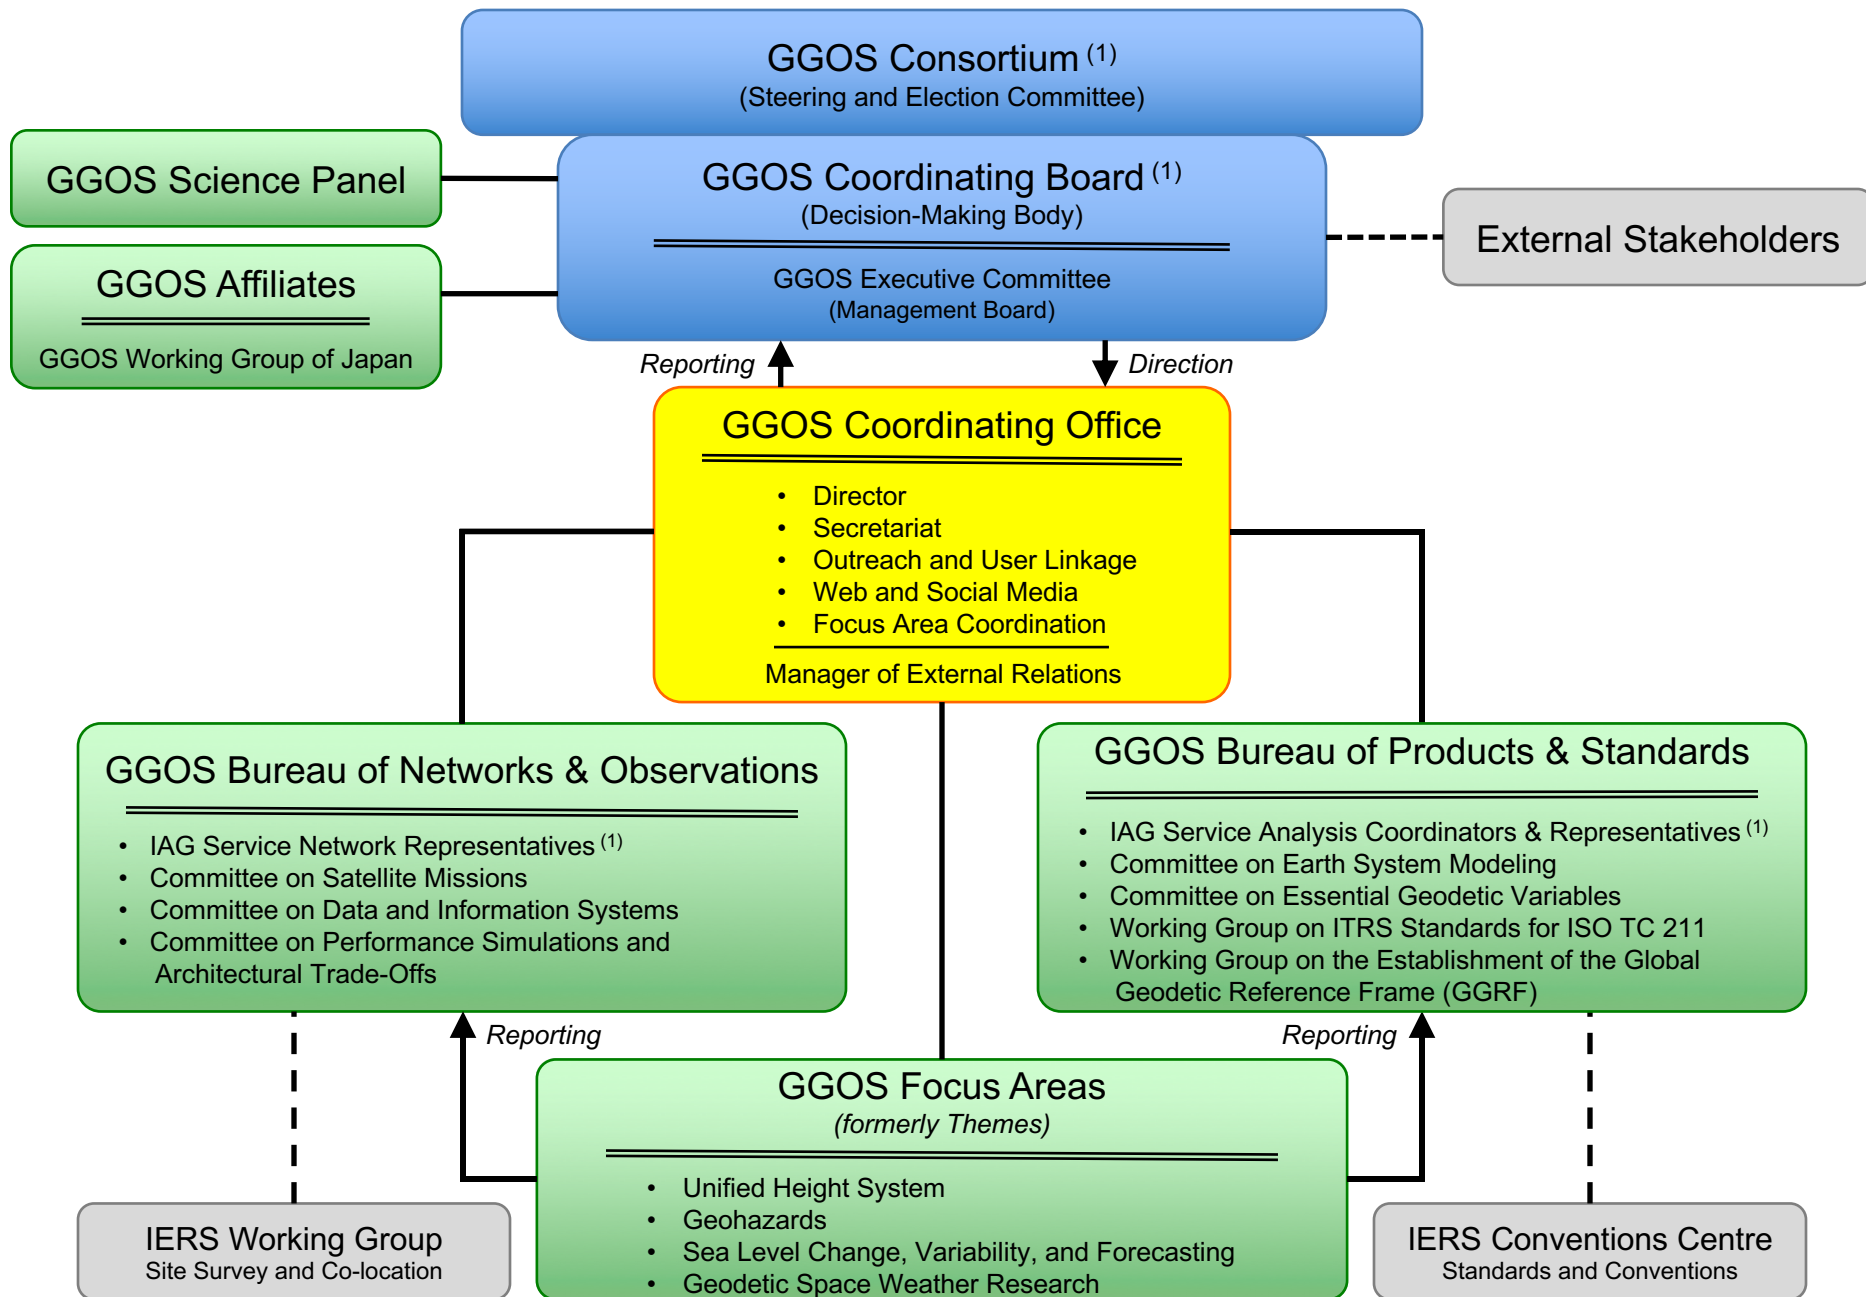 GGOS Consortium (1)
(Steering and Election Committee)
GGOS Science Panel
GGOS Coordinating Board (1)
(Decision-Making Body)
GGOS Executive Committee
(Management Board)
External Stakeholders
GGOS Affiliates
GGOS Working Group of Japan
Reporting
Direction
GGOS Coordinating Office
• Director
• Secretariat
• Outreach and User Linkage
• Web and Social Media
• Focus Area Coordination
Manager of External Relations
GGOS Bureau of Networks & Observations
• IAG Service Network Representatives (1)
• Committee on Satellite Missions
• Committee on Data and Information Systems
• Committee on Performance Simulations and
Architectural Trade-Offs
GGOS Bureau of Products & Standards
• IAG Service Analysis Coordinators & Representatives (1)
• Committee on Earth System Modeling
• Committee on Essential Geodetic Variables
• Working Group on ITRS Standards for ISO TC 211
• Working Group on the Establishment of the Global
Geodetic Reference Frame (GGRF)
Reporting
Reporting
GGOS Focus Areas
(formerly Themes)
• Unified Height System
• Geohazards
• Sea Level Change, Variability, and Forecasting
• Geodetic Space Weather Research
IERS Working Group
Site Survey and Co-location
IERS Conventions Centre
Standards and Conventions